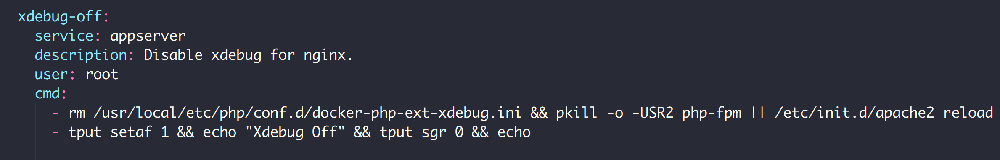 xdebug-off:
service: appserver
description: Disable xdebug for nginx.
user: root
cmd:
- rm /usr/local/etc/php/conf.d/docker-php-ext-xdebug.ini && pkill -o -USR2 php-fpm || /etc/init.d/apache2 reload
- tput setaf 1 && echo "Xdebug Off" && tput sgr 0 && echo